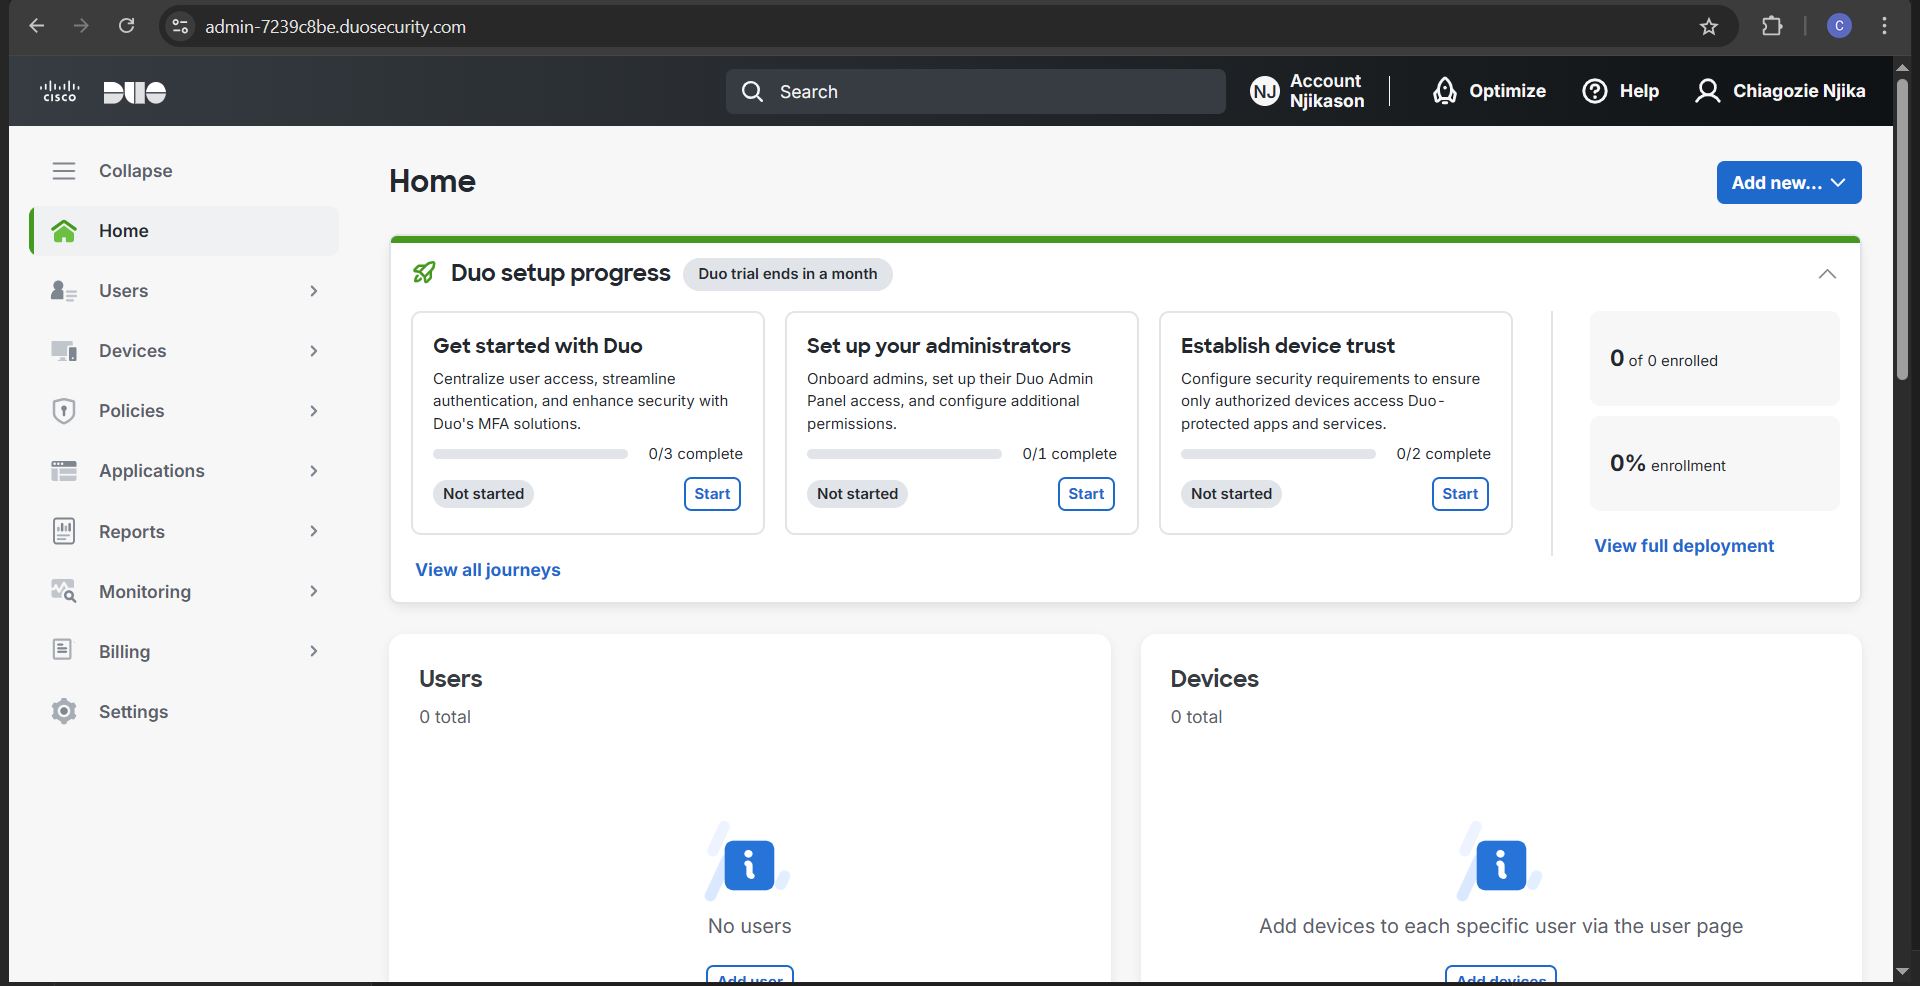 admin-7239c8be.duosecurity.com
C
CISCO
DUO
Search
NJ
Account
Njikason
Optimize
Help
Chiagozie Njika
Collapse
Home
Users
Devices
Policies
Applications
Reports
Monitoring
Billing
Settings
Home
Add new...
Duo setup progress
Duo trial ends in a month
Get started with Duo
Centralize user access, streamline
authentication, and enhance security with
Duo's MFA solutions.
0/3 complete
Not started
Start
Set up your administrators
Onboard admins, set up their Duo Admin
Panel access, and configure additional
permissions.
0/1 complete
Not started
Start
Establish device trust
Configure security requirements to ensure
only authorized devices access Duo-
protected apps and services.
0/2 complete
Not started
Start
0 of 0 enrolled
0% enrollment
View full deployment
View all journeys
Users
0 total
No users
Add user
Devices
0 total
Add devices to each specific user via the user page
Add devices